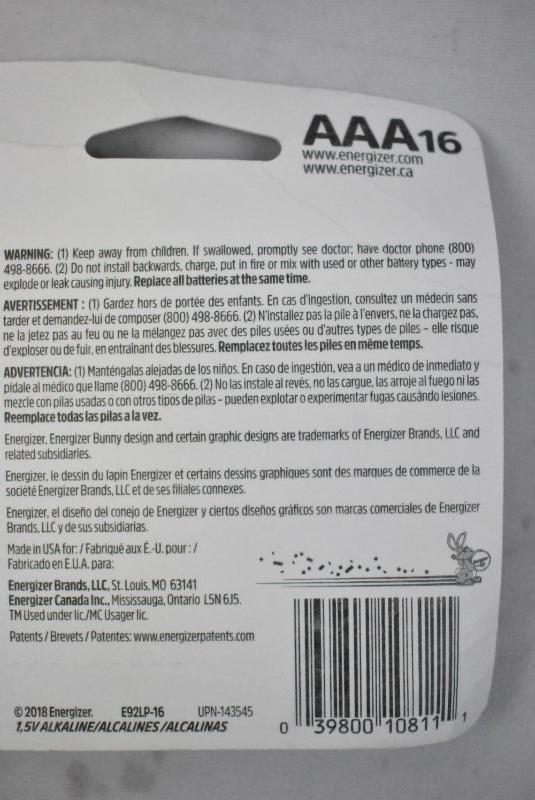 AAA16
www.energizer.com
www.energizer.ca
WARNING: (1) Keep away from children. If swallowed, promptly see doctor; have doctor phone (800)
498-8666. (2) Do not install backwards, charge, put in fire or mix with used or other battery types - may
explode or leak causing injury. Replace all batteries at the same time.
AVERTISSEMENT : (1) Gardez hors de portée des enfants. En cas d'ingestion, consultez un médecin sans
tarder et demandez-lui de composer (800) 498-8666. (2) N'installez pas la pile à l'envers, ne la chargez pas,
ne la jetez pas au feu ou ne la mélangez pas avec des piles usées ou d'autres types de piles – elle risque
d'exploser ou de fuir, en entraînant des blessures. Remplacez toutes les piles en même temps.
ADVERTENCIA: (1) Manténgalas alejadas de los niños. En caso de ingestión, vea a un médico de inmediato y
pídale al médico que llame (800) 498-8666. (2) No las instale al revés, no las cargue, las arroje al fuego ni las
mezcle con pilas usadas o con otros tipos de pilas – pueden explotar o experimentar fugas causando lesiones.
Reemplace todas las pilas a la vez.
Energizer, Energizer Bunny design and certain graphic designs are trademarks of Energizer Brands, LLC and
related subsidiaries.
Energizer, le dessin du lapin Energizer et certains dessins graphiques sont des marques de commerce de la
société Energizer Brands, LLC et de ses filiales connexes.
Energizer, el diseño del conejo de Energizer y ciertos diseños gráficos son marcas comerciales de Energizer
Brands, LLC y de sus subsidiarias.
Made in USA for: / Fabriqué aux É.-U. pour : /
Fabricado en E.U.A. para:
Energizer Brands, LLC, St. Louis, MO 63141
Energizer Canada Inc., Mississauga, Ontario L5N 6J5.
TM Used under lic./MC Usager lic.
Patents / Brevets / Patentes: www.energizerpatents.com
© 2018 Energizer. E92LP-16 UPN-143545
1,5V ALKALINE/ALCALINES/ALCALINAS
0 39800 10811 1